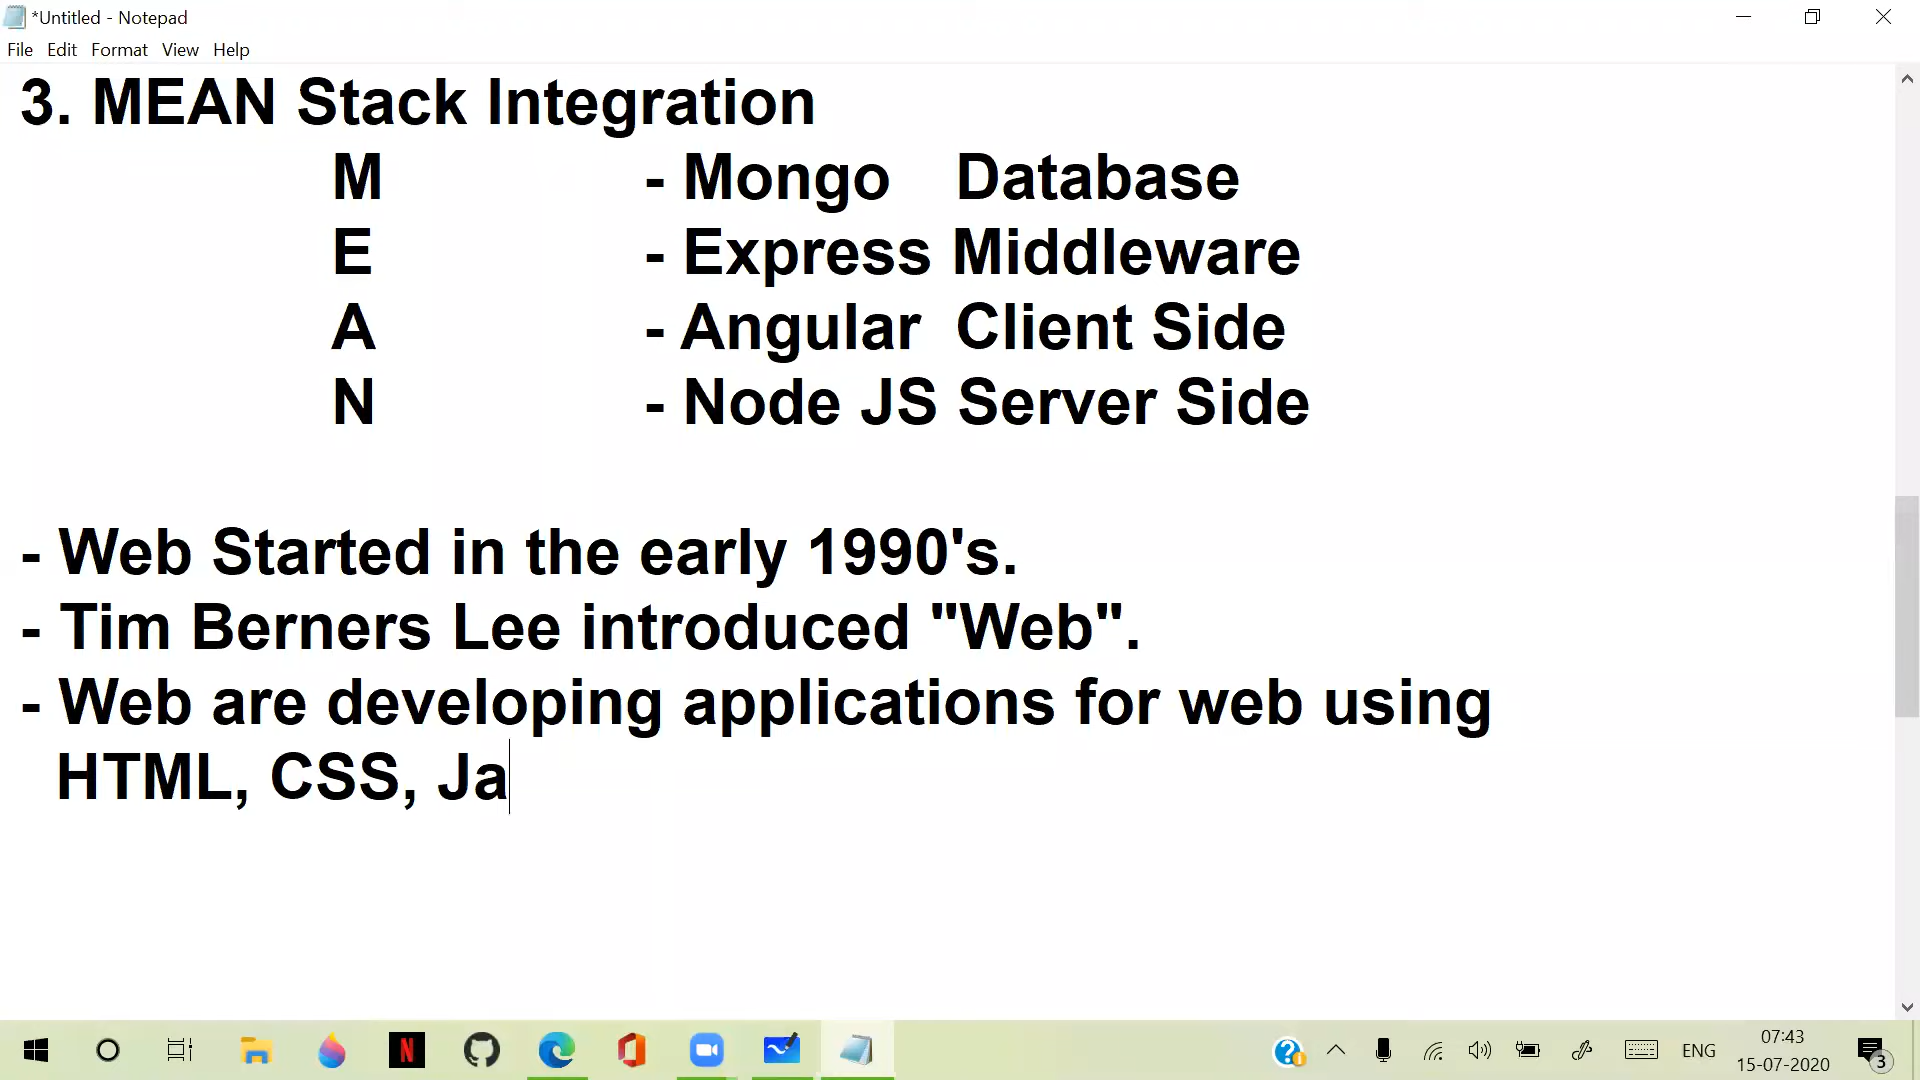 *Untitled - Notepad
File Edit Format View Help
3. MEAN Stack Integration
M - Mongo Database
E - Express Middleware
A - Angular Client Side
N - Node JS Server Side
- Web Started in the early 1990's.
- Tim Berners Lee introduced "Web".
- Web are developing applications for web using
HTML, CSS, Ja
N
?
ENG
07:43
15-07-2020
3